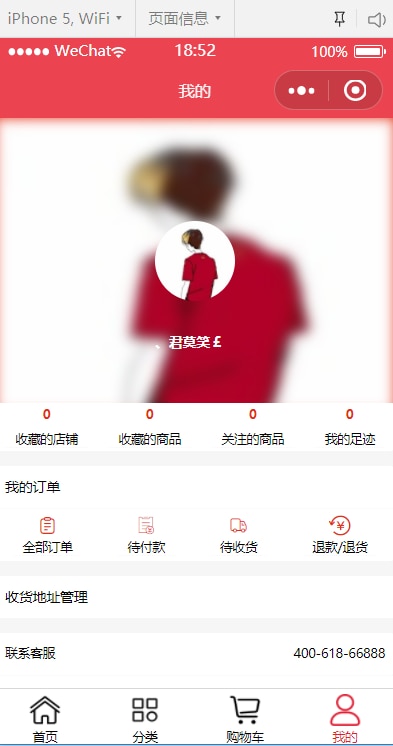 iPhone 5, WiFi 页面信息
WeChat 18:52 100%
我的
、君莫笑￡
0 0 0 0
收藏的店铺 收藏的商品 关注的商品 我的足迹
我的订单
全部订单 待付款 待收货 退款/退货
收货地址管理
联系客服 400-618-66888
首页 分类 购物车 我的